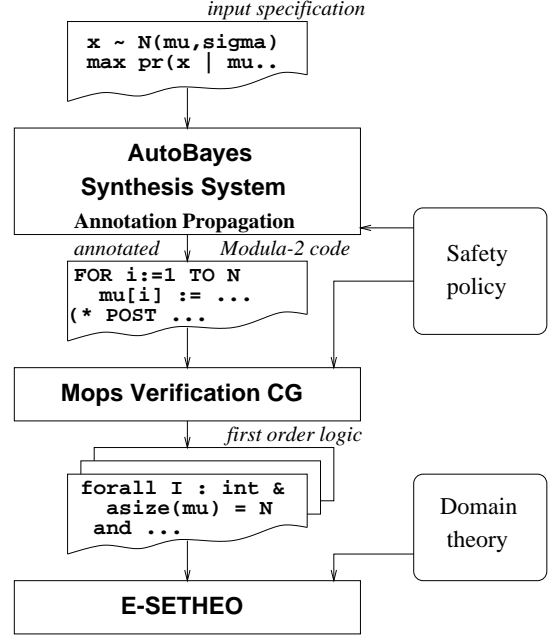 input specification
x ~ N(mu,sigma)
max pr(x | mu..
AutoBayes
Synthesis System
Annotation Propagation
annotated Modula-2 code
FOR i:=1 TO N
mu[i] := ...
(* POST ...
Safety
policy
Mops Verification CG
first order logic
forall I : int &
asize(mu) = N
and ...
Domain
theory
E-SETHEO